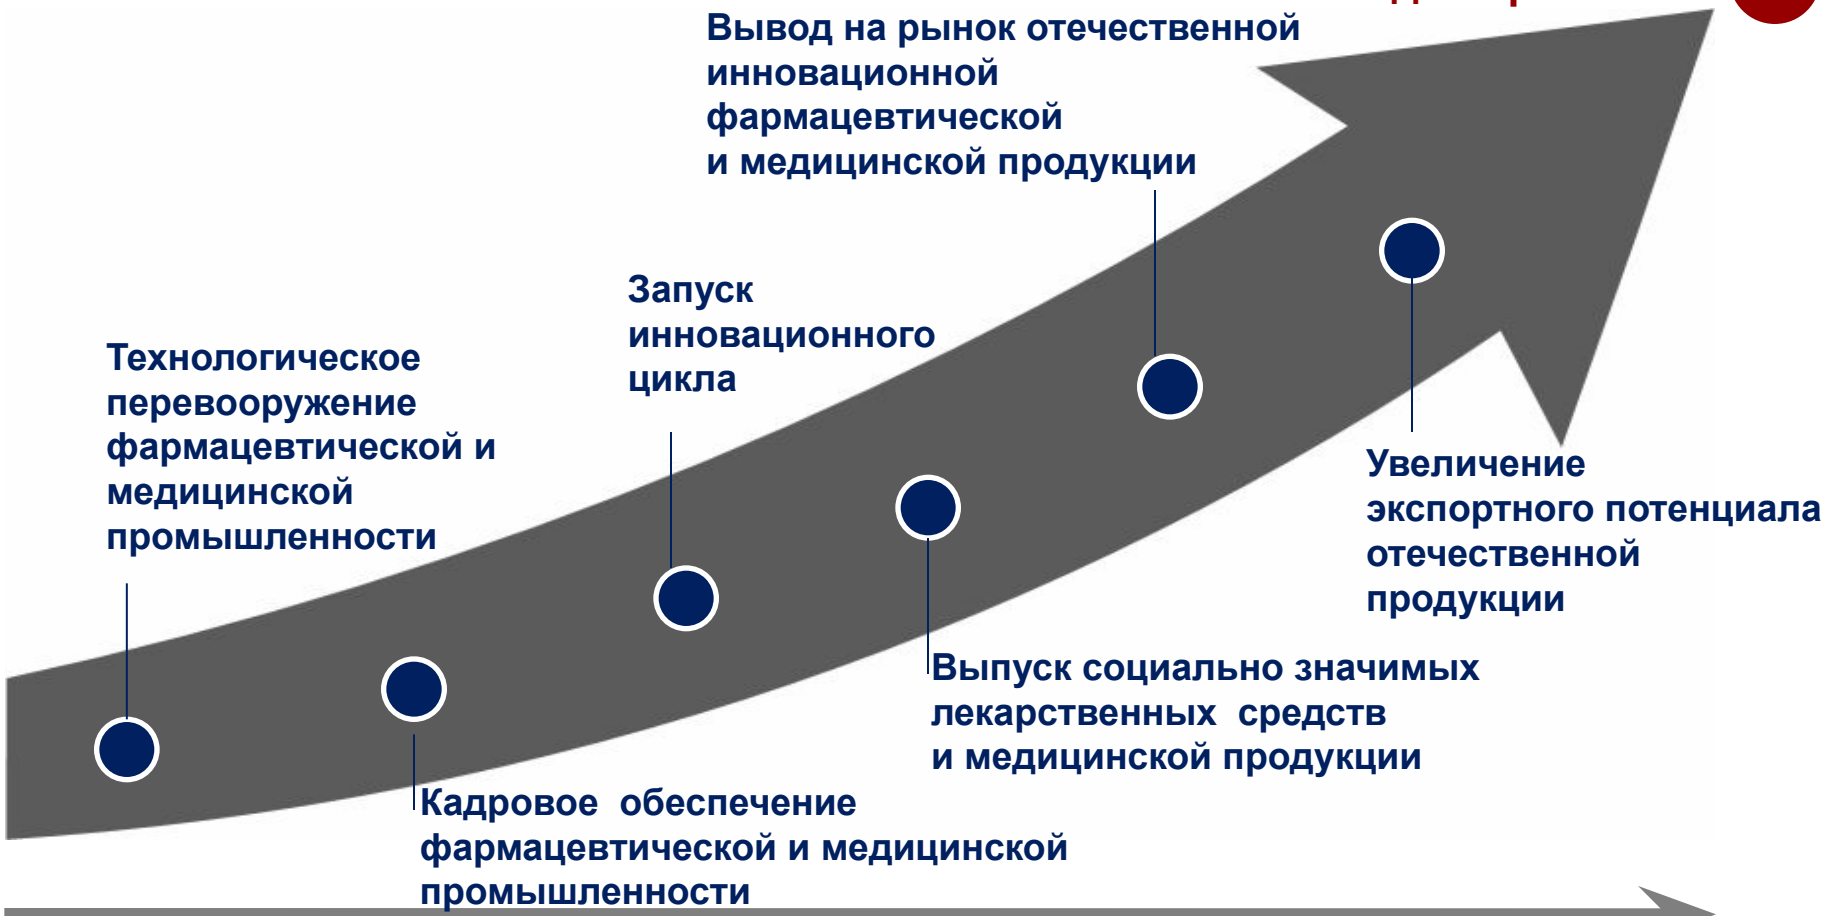 Вывод на рынок отечественной
инновационной
фармацевтической
и медицинской продукции
Запуск
инновационного
цикла
Технологическое
перевооружение
фармацевтической и
медицинской
промышленности
Увеличение
экспортного потенциала
отечественной
продукции
Выпуск социально значимых
лекарственных средств
и медицинской продукции
Кадровое обеспечение
фармацевтической и медицинской
промышленности